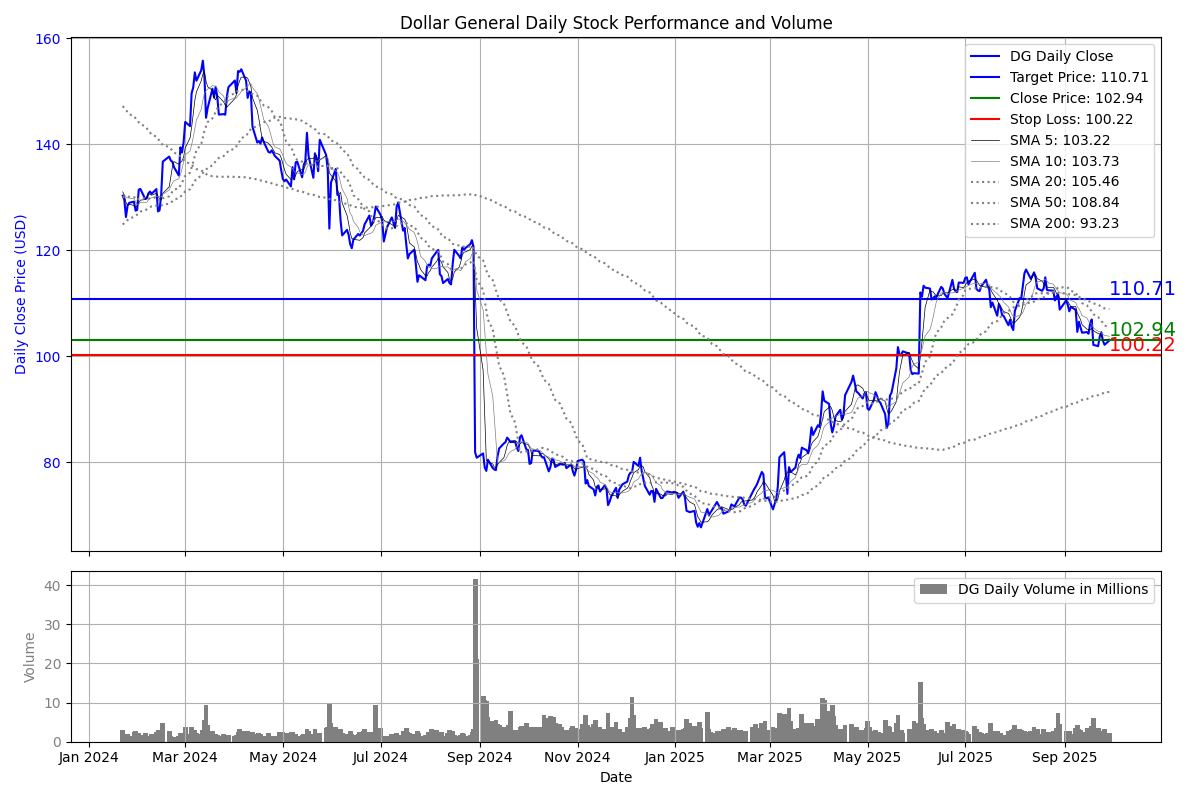 Dollar General Daily Stock Performance and Volume
160
140
120
100
80
Daily Close Price (USD)
DG Daily Close
Target Price: 110.71
Close Price: 102.94
Stop Loss: 100.22
SMA 5: 103.22
SMA 10: 103.73
SMA 20: 105.46
SMA 50: 108.84
SMA 200: 93.23
110.71
102.94
100.22
40
30
20
10
0
Volume
DG Daily Volume in Millions
Jan 2024 Mar 2024 May 2024 Jul 2024 Sep 2024 Nov 2024 Jan 2025 Mar 2025 May 2025 Jul 2025 Sep 2025
Date